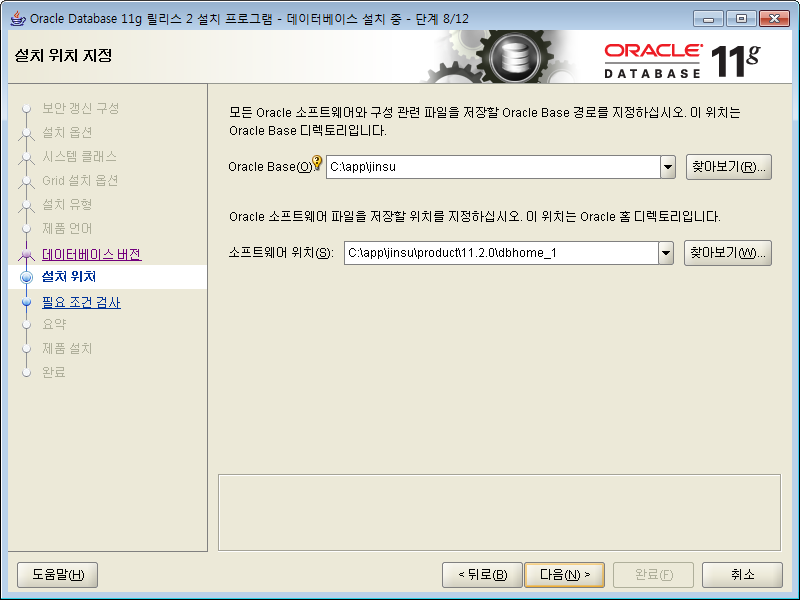 Oracle Database 11g 릴리스 2 설치 프로그램 - 데이터베이스 설치 중 - 단계 8/12
설치 위치 지정
ORACLE
DATABASE
11g
보안 갱신 구성
설치 옵션
시스템 클래스
Grid 설치 옵션
설치 유형
제품 언어
데이터베이스 버전
설치 위치
필요 조건 검사
요약
제품 설치
완료
모든 Oracle 소프트웨어와 구성 관련 파일을 저장할 Oracle Base 경로를 지정하십시오. 이 위치는
Oracle Base 디렉토리입니다.
Oracle Base(O) C:\app\jinsu 찾아보기(R)...
Oracle 소프트웨어 파일을 저장할 위치를 지정하십시오. 이 위치는 Oracle 홈 디렉토리입니다.
소프트웨어 위치(S): C:\app\jinsu\product\11.2.0\dbhome_1 찾아보기(W)...
도움말(H) < 뒤로(B) 다음(N) > 완료(F) 취소